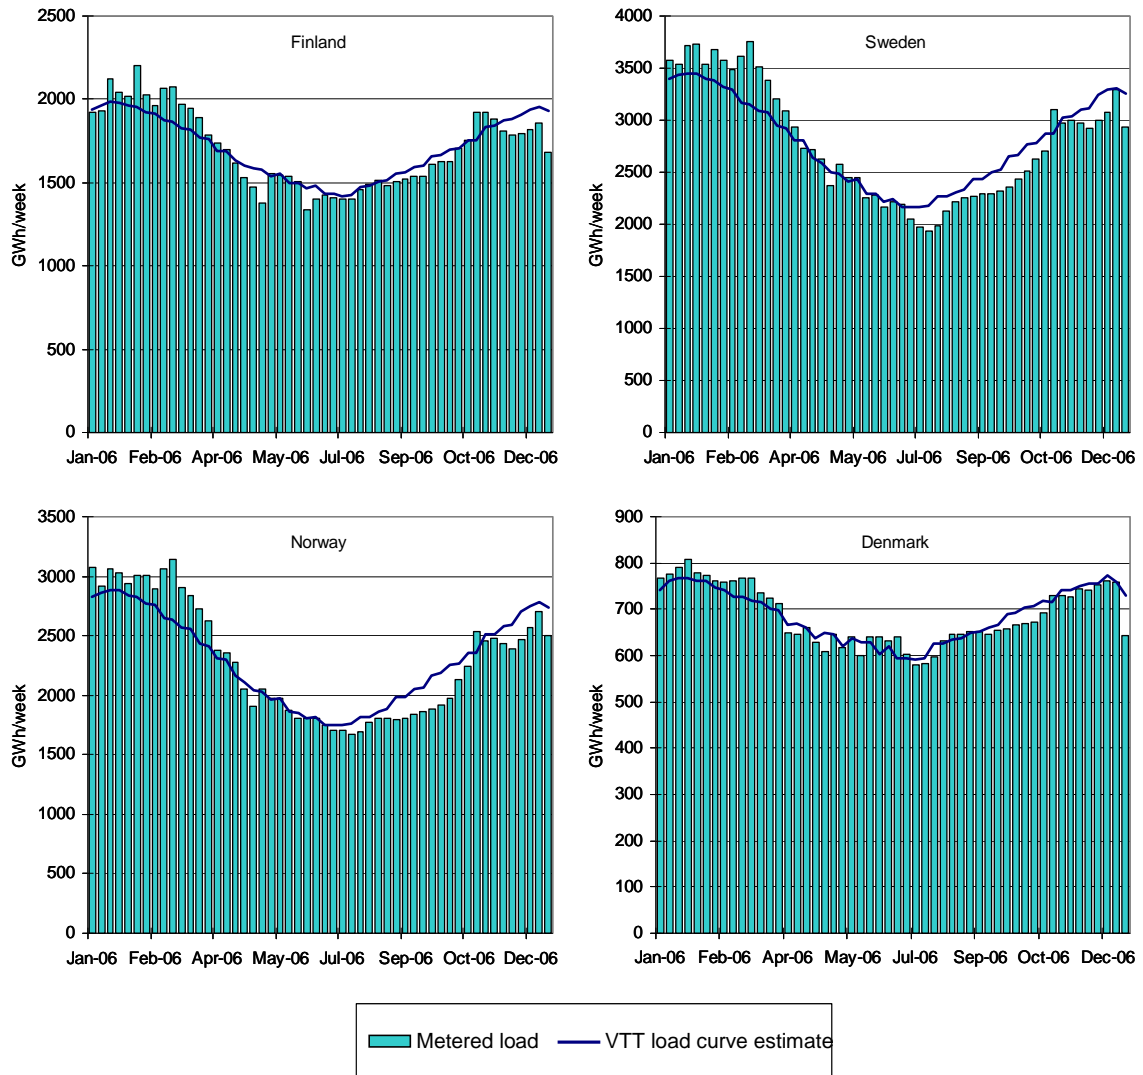 Finland
GWh/week
2500
2000
1500
1000
500
0
Jan-06 Feb-06 Apr-06 May-06 Jul-06 Sep-06 Oct-06 Dec-06
Sweden
GWh/week
4000
3500
3000
2500
2000
1500
1000
500
0
Jan-06 Feb-06 Apr-06 May-06 Jul-06 Sep-06 Oct-06 Dec-06
Norway
GWh/week
3500
3000
2500
2000
1500
1000
500
0
Jan-06 Feb-06 Apr-06 May-06 Jul-06 Sep-06 Oct-06 Dec-06
Denmark
GWh/week
900
800
700
600
500
400
300
200
100
0
Jan-06 Feb-06 Apr-06 May-06 Jul-06 Sep-06 Oct-06 Dec-06
Metered load VTT load curve estimate